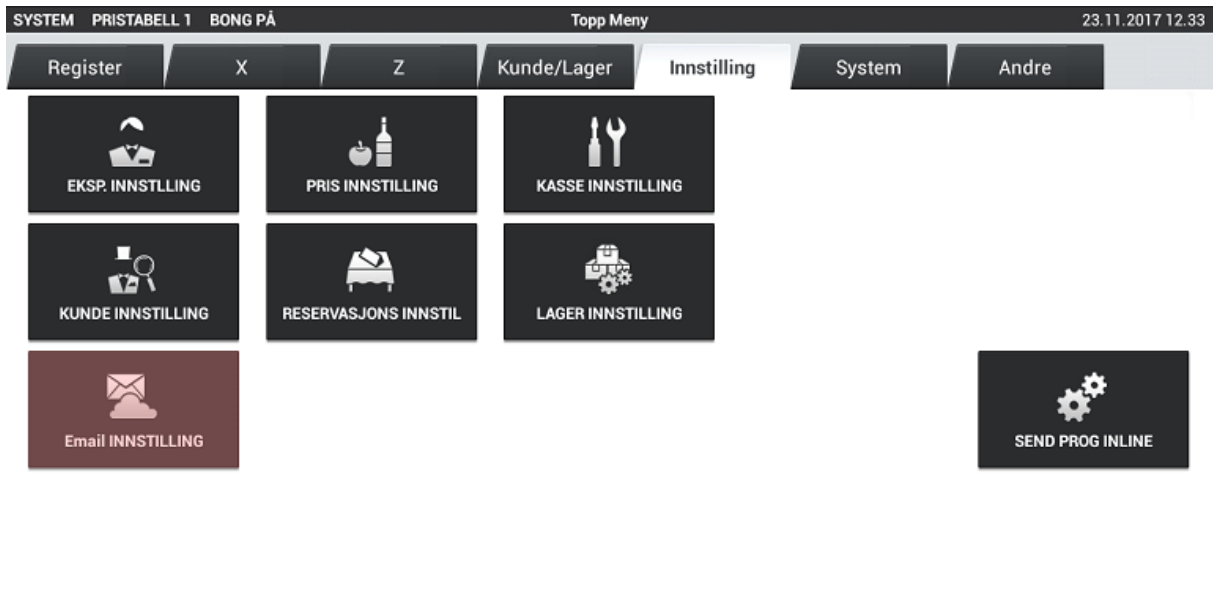 SYSTEM PRISTABELL 1 BONG PÅ Topp Meny 23.11.2017 12.33
Register X Z Kunde/Lager Innstilling System Andre
EKSP. INNSTLLING PRIS INNSTILLING KASSE INNSTILLING
KUNDE INNSTILLING RESERVASJONS INNSTIL LAGER INNSTILLING
Email INNSTILLING SEND PROG INLINE